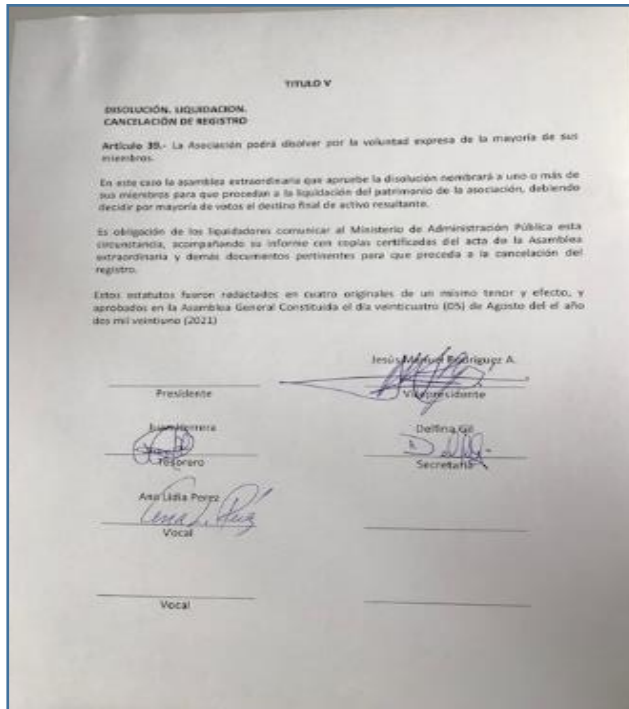 TITULO V
DISOLUCIÓN, LIQUIDACION.
CANCELACIÓN DE REGISTRO
Artículo 39.- La Asociación podrá disolver por la voluntad expresa de la mayoría de sus
miembros.
En este caso la asamblea extraordinaria que apruebe la disolución nombrará a uno o más de
sus miembros para que procedan a la liquidación del patrimonio de la asociación, debiendo
decidir por mayoría de votos el destino final de activo resultante.
Es obligación de los liquidadores comunicar al Ministerio de Administración Pública esta
circunstancia, acompañando su informe con copias certificadas del acta de la Asamblea
extraordinaria y demás documentos pertinentes para que proceda a la cancelación del
registro.
Estos estatutos fueron redactados en cuatro originales de un mismo tenor y efecto, y
aprobados en la Asamblea General Constituida el día veinticuatro (05) de Agosto del el año
dos mil veintiuno (2021)
Jesús Manuel Rodriguez A.
Presidente Vicepresidente
Herrera Delfina Gil
Tesorero Secretaria
Ana Lidia Perez
Ana L. Pérez
Vocal
Vocal